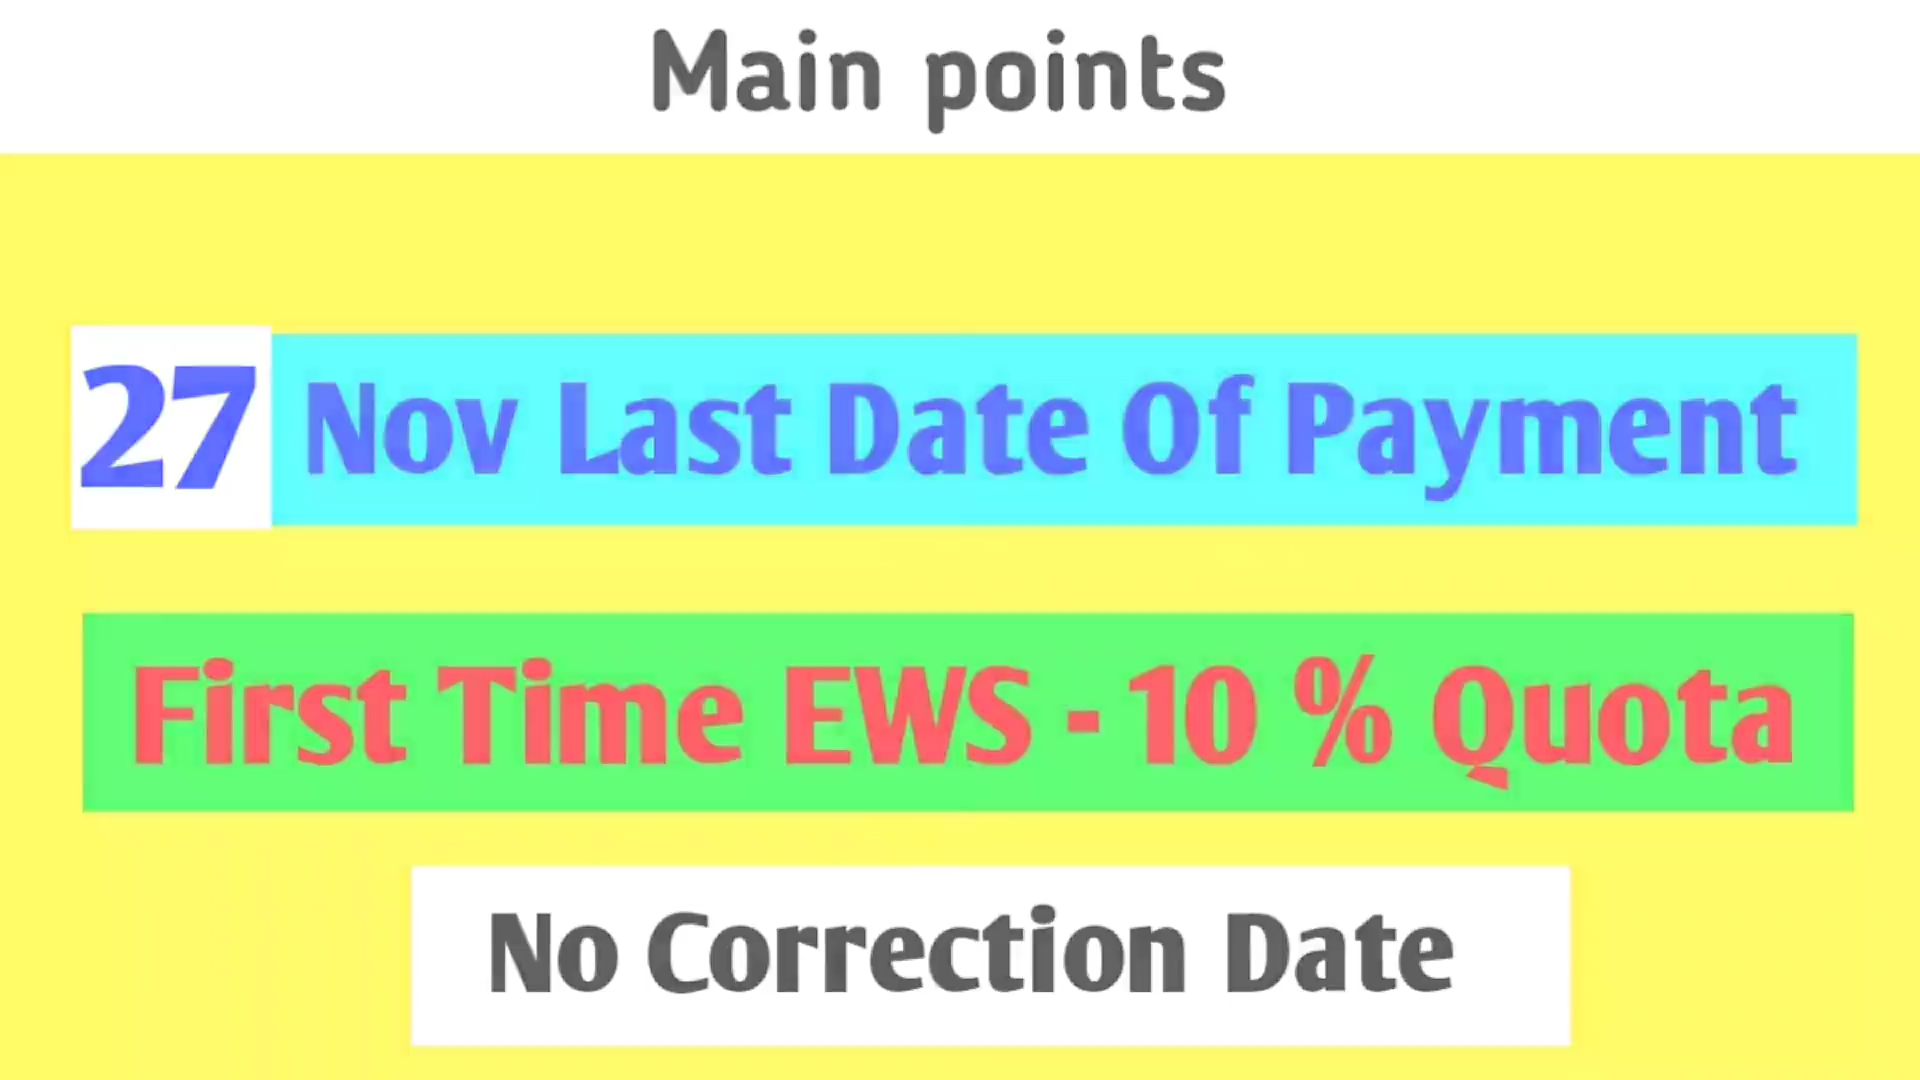 Main points
27 Nov Last Date Of Payment
First Time EWS - 10 % Quota
No Correction Date